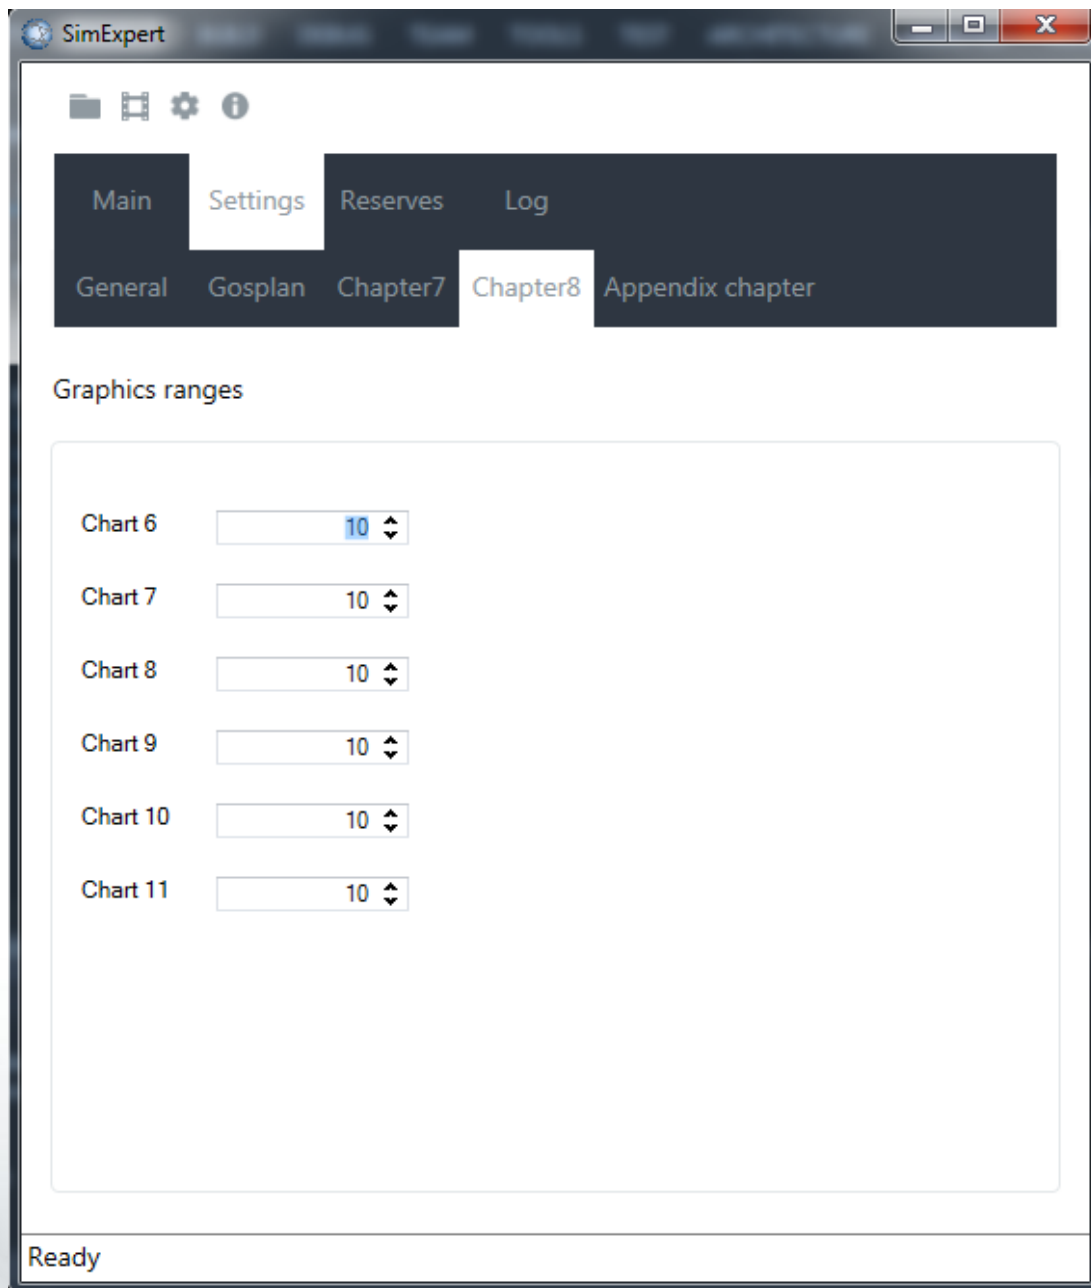 SimExpert
Main Settings Reserves Log
General Gosplan Chapter7 Chapter8 Appendix chapter
Graphics ranges
Chart 6 10
Chart 7 10
Chart 8 10
Chart 9 10
Chart 10 10
Chart 11 10
Ready